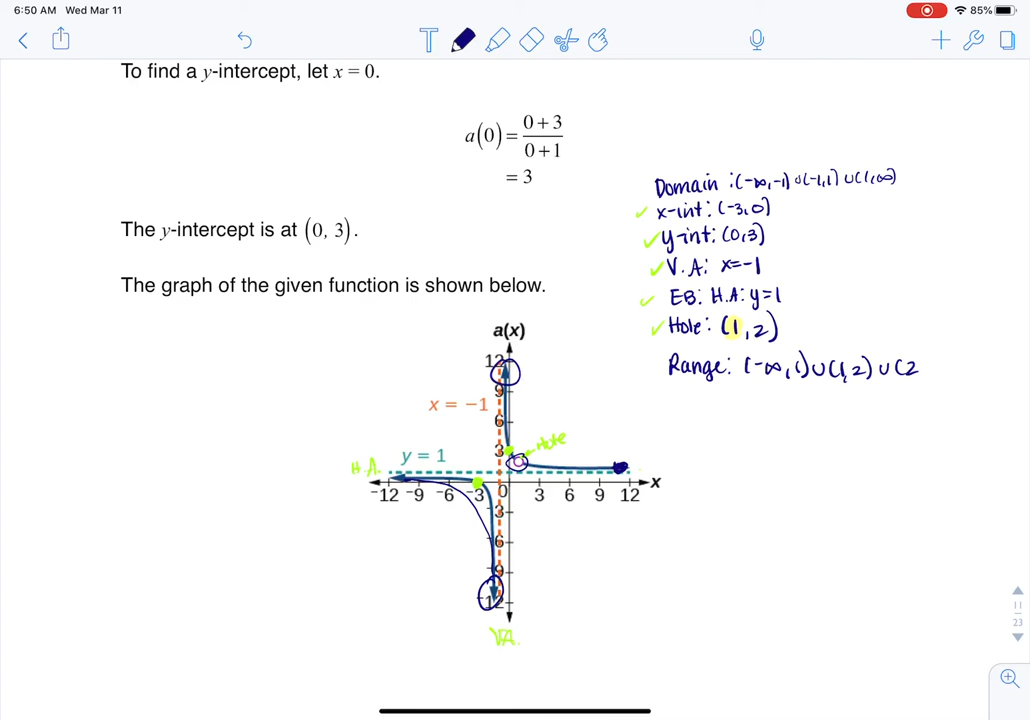 6:50 AM Wed Mar 11
85%
To find a y-intercept, let x = 0.
a(0) = (0 + 3)/(0 + 1)
= 3
The y-intercept is at (0, 3).
The graph of the given function is shown below.
Domain : (-∞,-1) ∪ (-1,1) ∪ (1,∞)
x-int: (-3,0)
y-int: (0,3)
V.A: x=-1
EB: H.A: y=1
Hole: (1,2)
Range: (-∞,1)∪(1,2) ∪ (2
a(x)
12
9
x = −1
6
3
Hole
y = 1
H.A.
x
−12 −9 −6 −3 0 3 6 9 12
−3
−6
−9
−12
V.A.
11
23